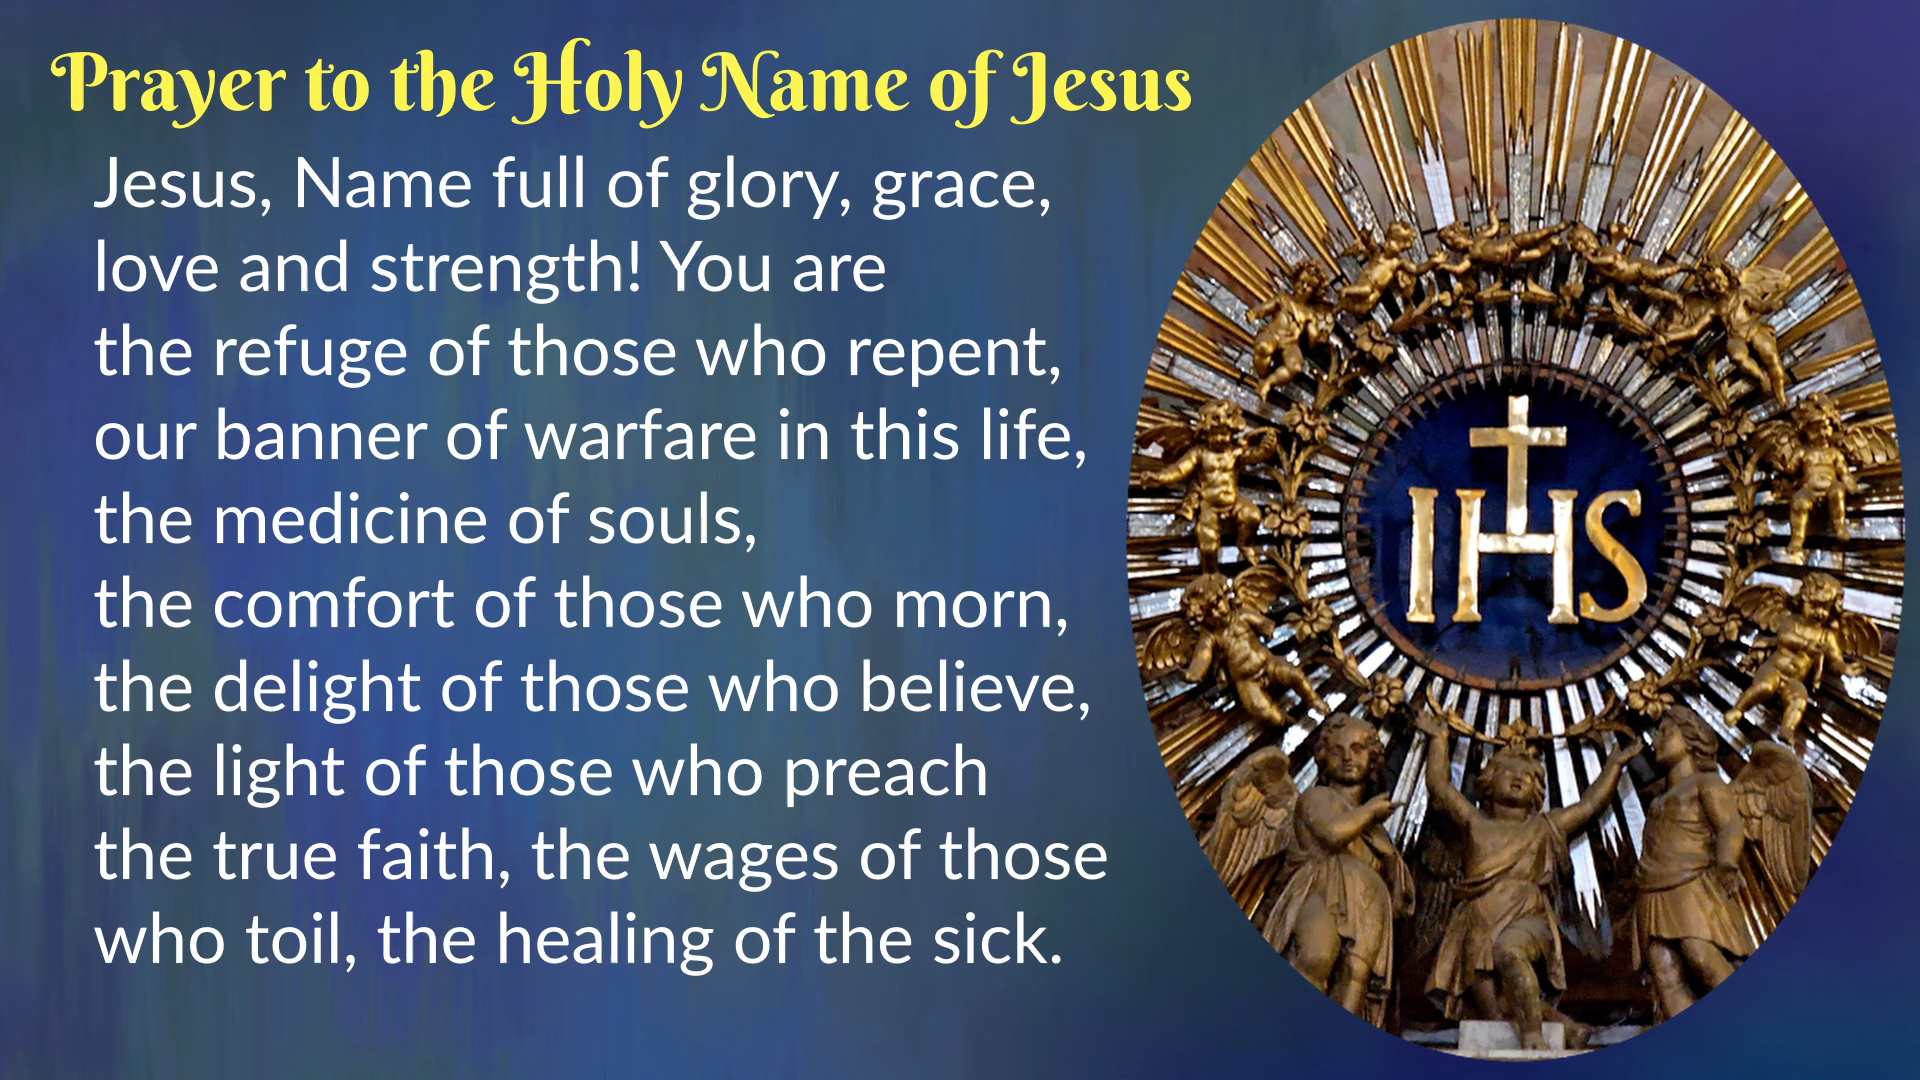 Prayer to the Holy Name of Jesus
Jesus, Name full of glory, grace,
love and strength! You are
the refuge of those who repent,
our banner of warfare in this life,
the medicine of souls,
the comfort of those who morn,
the delight of those who believe,
the light of those who preach
the true faith, the wages of those
who toil, the healing of the sick.
IHS